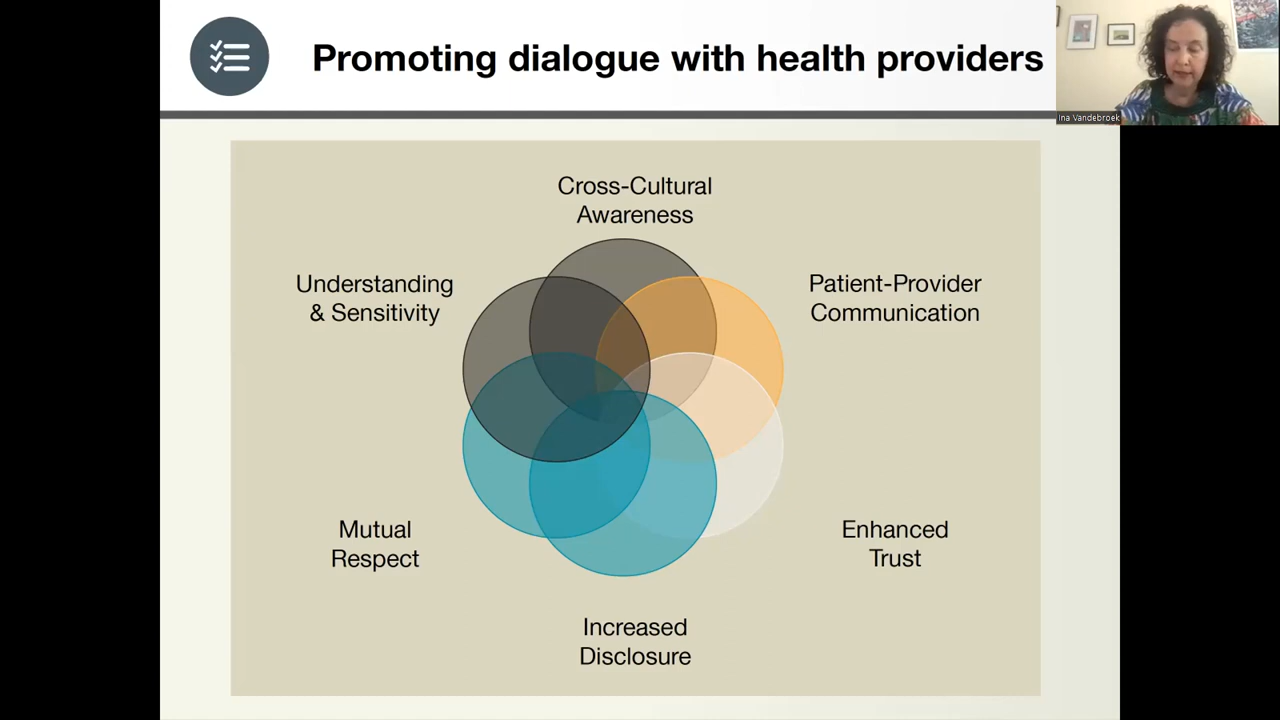 Promoting dialogue with health providers
Ina Vandebroek
Cross-Cultural
Awareness
Understanding
& Sensitivity
Patient-Provider
Communication
Mutual
Respect
Enhanced
Trust
Increased
Disclosure